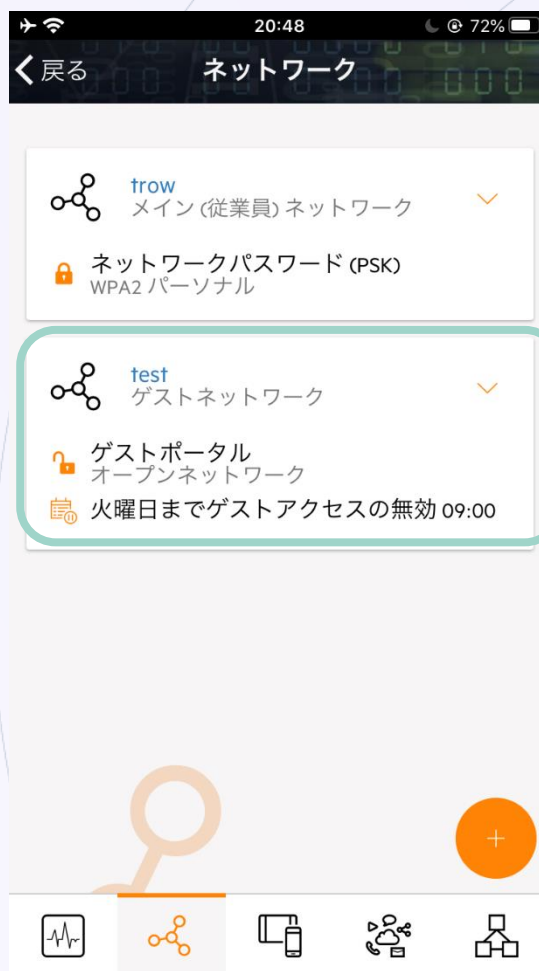 20:48
72%
戻る
ネットワーク
trow
メイン (従業員) ネットワーク
ネットワークパスワード (PSK)
WPA2 パーソナル
test
ゲストネットワーク
ゲストポータル
オープンネットワーク
火曜日までゲストアクセスの無効 09:00